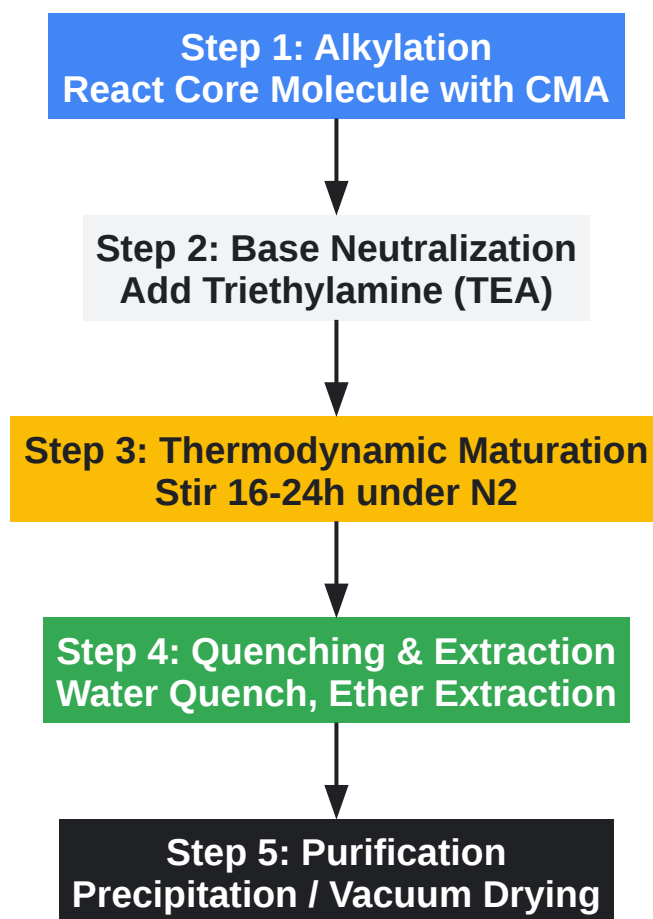 Step 1: Alkylation
React Core Molecule with CMA
Step 2: Base Neutralization
Add Triethylamine (TEA)
Step 3: Thermodynamic Maturation
Stir 16-24h under N2
Step 4: Quenching & Extraction
Water Quench, Ether Extraction
Step 5: Purification
Precipitation / Vacuum Drying